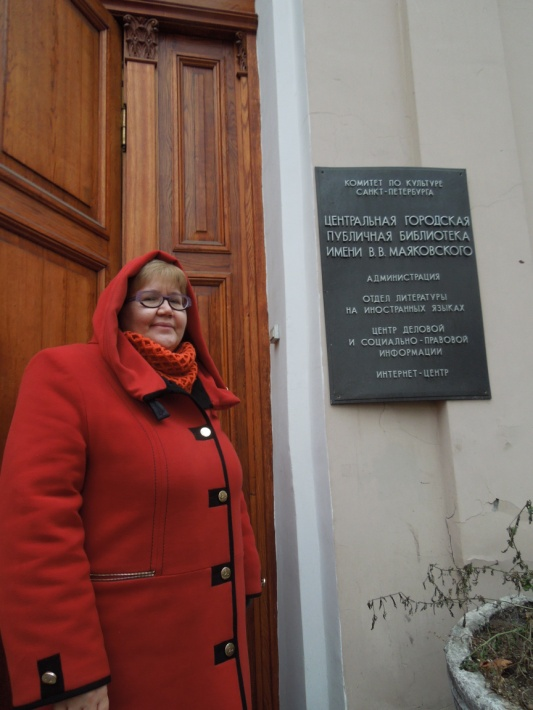 КОМИТЕТ ПО КУЛЬТУРЕ
САНКТ-ПЕТЕРБУРГА
ЦЕНТРАЛЬНАЯ ГОРОДСКАЯ
ПУБЛИЧНАЯ БИБЛИОТЕКА
ИМЕНИ В.В. МАЯКОВСКОГО
АДМИНИСТРАЦИЯ
ОТДЕЛ ЛИТЕРАТУРЫ
НА ИНОСТРАННЫХ ЯЗЫКАХ
ЦЕНТР ДЕЛОВОЙ
И СОЦИАЛЬНО-ПРАВОВОЙ
ИНФОРМАЦИИ
ИНТЕРНЕТ-ЦЕНТР